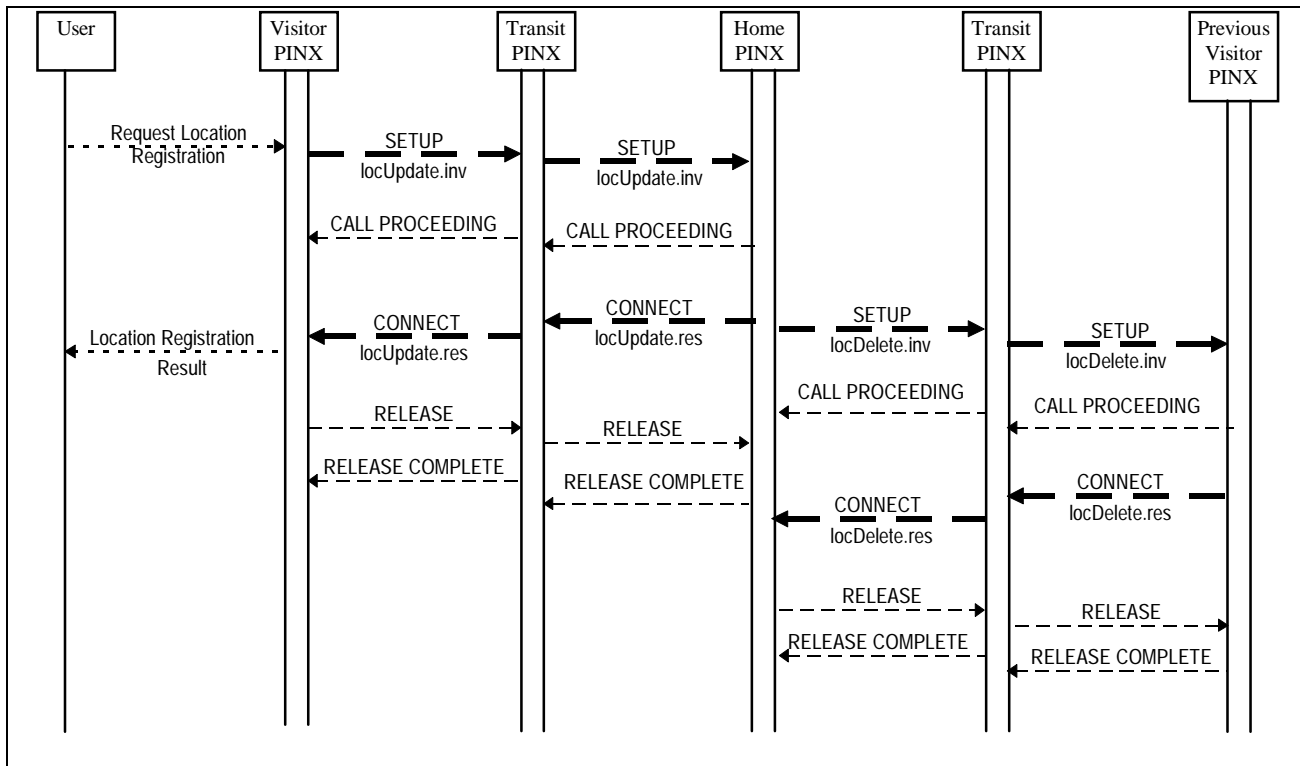 User
Visitor
PINX
Transit
PINX
Home
PINX
Transit
PINX
Previous
Visitor
PINX
Request Location
Registration
SETUP
locUpdate.inv
SETUP
locUpdate.inv
CALL PROCEEDING
CALL PROCEEDING
CONNECT
locUpdate.res
CONNECT
locUpdate.res
SETUP
locDelete.inv
SETUP
locDelete.inv
Location Registration
Result
CALL PROCEEDING
CALL PROCEEDING
RELEASE
RELEASE
RELEASE COMPLETE
RELEASE COMPLETE
CONNECT
locDelete.res
CONNECT
locDelete.res
RELEASE
RELEASE
RELEASE COMPLETE
RELEASE COMPLETE